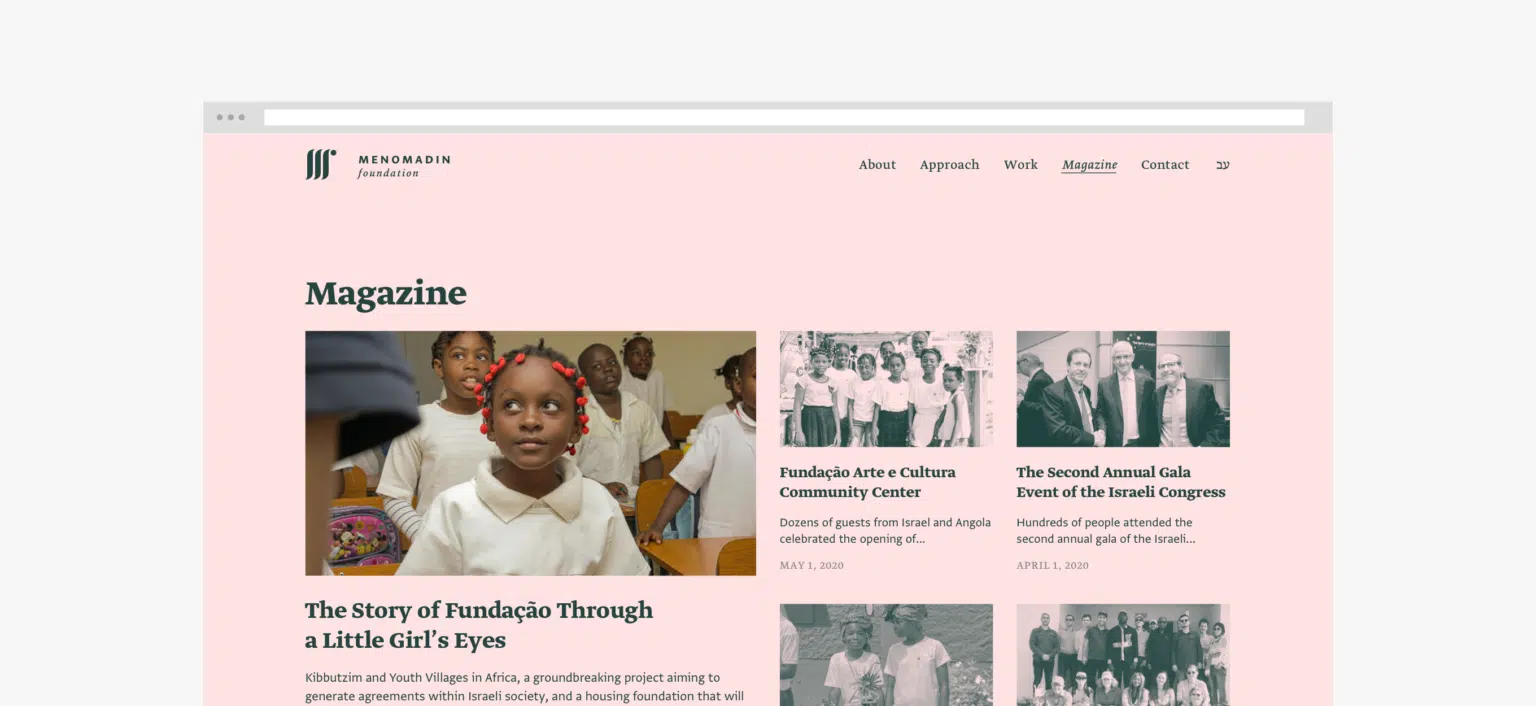 MENOMADIN
foundation
About
Approach
Work
Magazine
Contact
עב
Magazine
The Story of Fundação Through
a Little Girl’s Eyes
Kibbutzim and Youth Villages in Africa, a groundbreaking project aiming to
generate agreements within Israeli society, and a housing foundation that will
Fundação Arte e Cultura
Community Center
Dozens of guests from Israel and Angola
celebrated the opening of...
MAY 1, 2020
The Second Annual Gala
Event of the Israeli Congress
Hundreds of people attended the
second annual gala of the Israeli...
APRIL 1, 2020